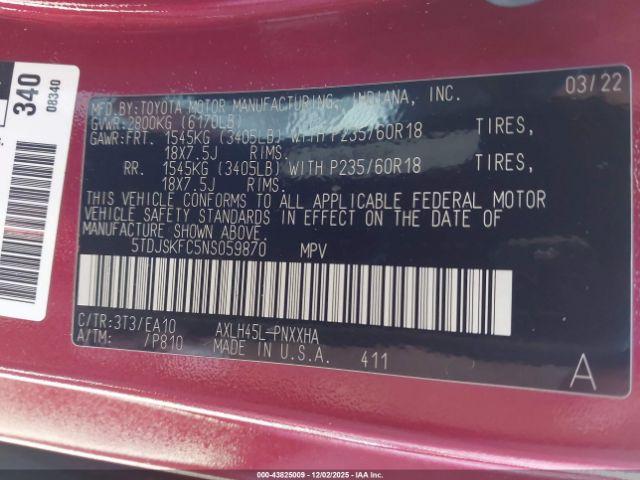 340
08340
MFD.BY:TOYOTA MOTOR MANUFACTURING, INDIANA, INC. 03/22
GVWR:2800KG (6170LB)
GAWR:FRT. 1545KG (3405LB) WITH P235/60R18 TIRES,
18X7.5J RIMS.
RR. 1545KG (3405LB) WITH P235/60R18 TIRES,
18X7.5J RIMS.
THIS VEHICLE CONFORMS TO ALL APPLICABLE FEDERAL MOTOR
VEHICLE SAFETY STANDARDS IN EFFECT ON THE DATE OF
MANUFACTURE SHOWN ABOVE.
5TDJSKFC5NS059870 MPV
C/TR:3T3/EA10 AXLH45L-PNXXHA
A/TM: /P810 MADE IN U.S.A. 411 A
000-43825009 - 12/02/2025 - IAA Inc.